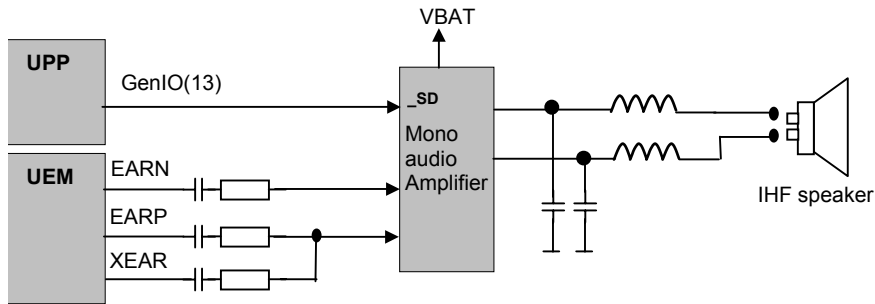 VBAT
UPP
GenIO(13)
_SD
Mono
audio
Amplifier
UEM
EARN
EARP
XEAR
IHF speaker